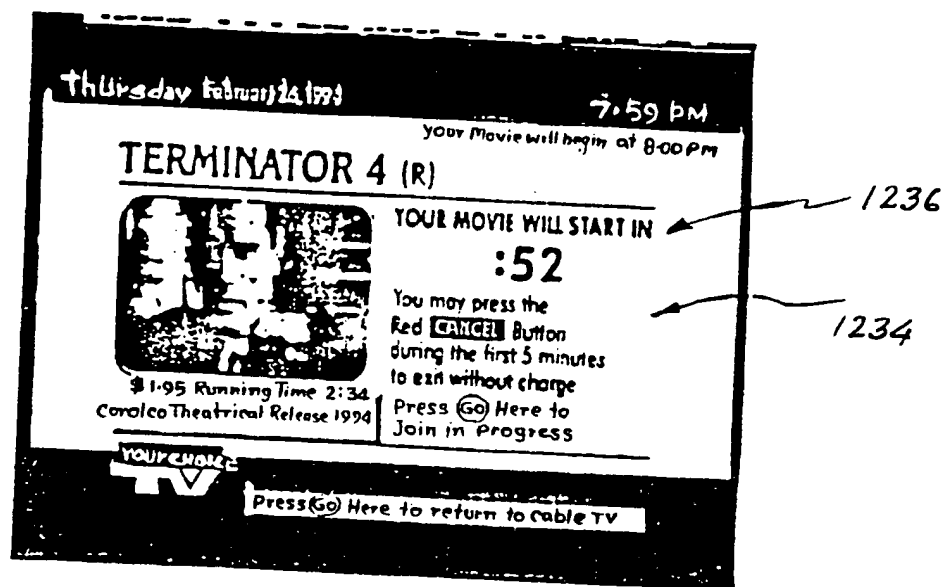 Thursday February 26, 1994
7:59 PM
your Movie will begin at 8:00 PM
TERMINATOR 4 (R)
YOUR MOVIE WILL START IN
:52
You may press the
Red CANCEL Button
during the first 5 minutes
to exit without charge
Press GO Here to
Join in Progress
$1.95 Running Time 2:34
Corolco Theatrical Release 1994
YOUR CHOICE
TV
Press GO Here to return to Cable TV
1236
1234